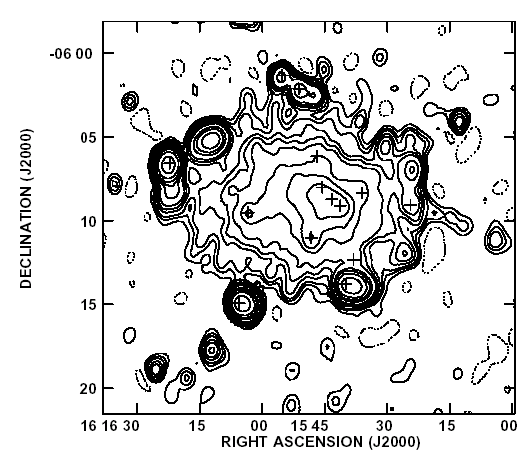 -06 00
05
10
15
20
DECLINATION (J2000)
16 16 30 15 00 15 45 30 15 00
RIGHT ASCENSION (J2000)